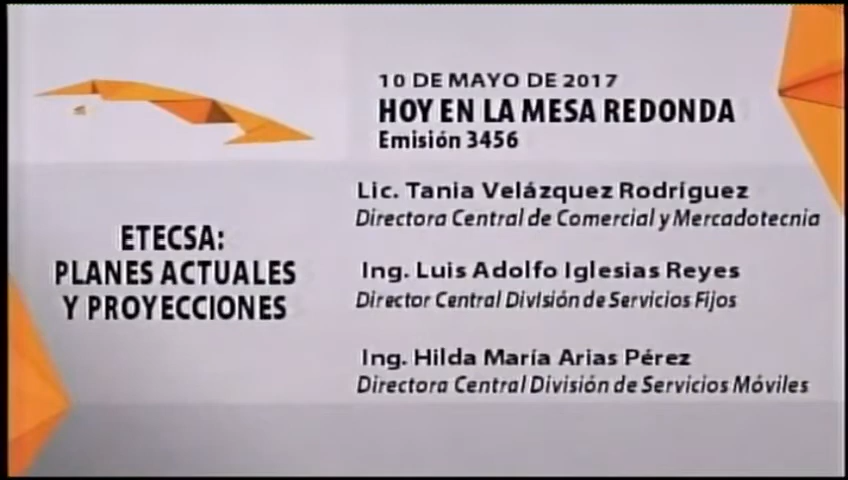 10 DE MAYO DE 2017
HOY EN LA MESA REDONDA
Emisión 3456
ETECSA:
PLANES ACTUALES
Y PROYECCIONES
Lic. Tania Velázquez Rodríguez
Directora Central de Comercial y Mercadotecnia
Ing. Luis Adolfo Iglesias Reyes
Director Central División de Servicios Fijos
Ing. Hilda María Arias Pérez
Directora Central División de Servicios Móviles